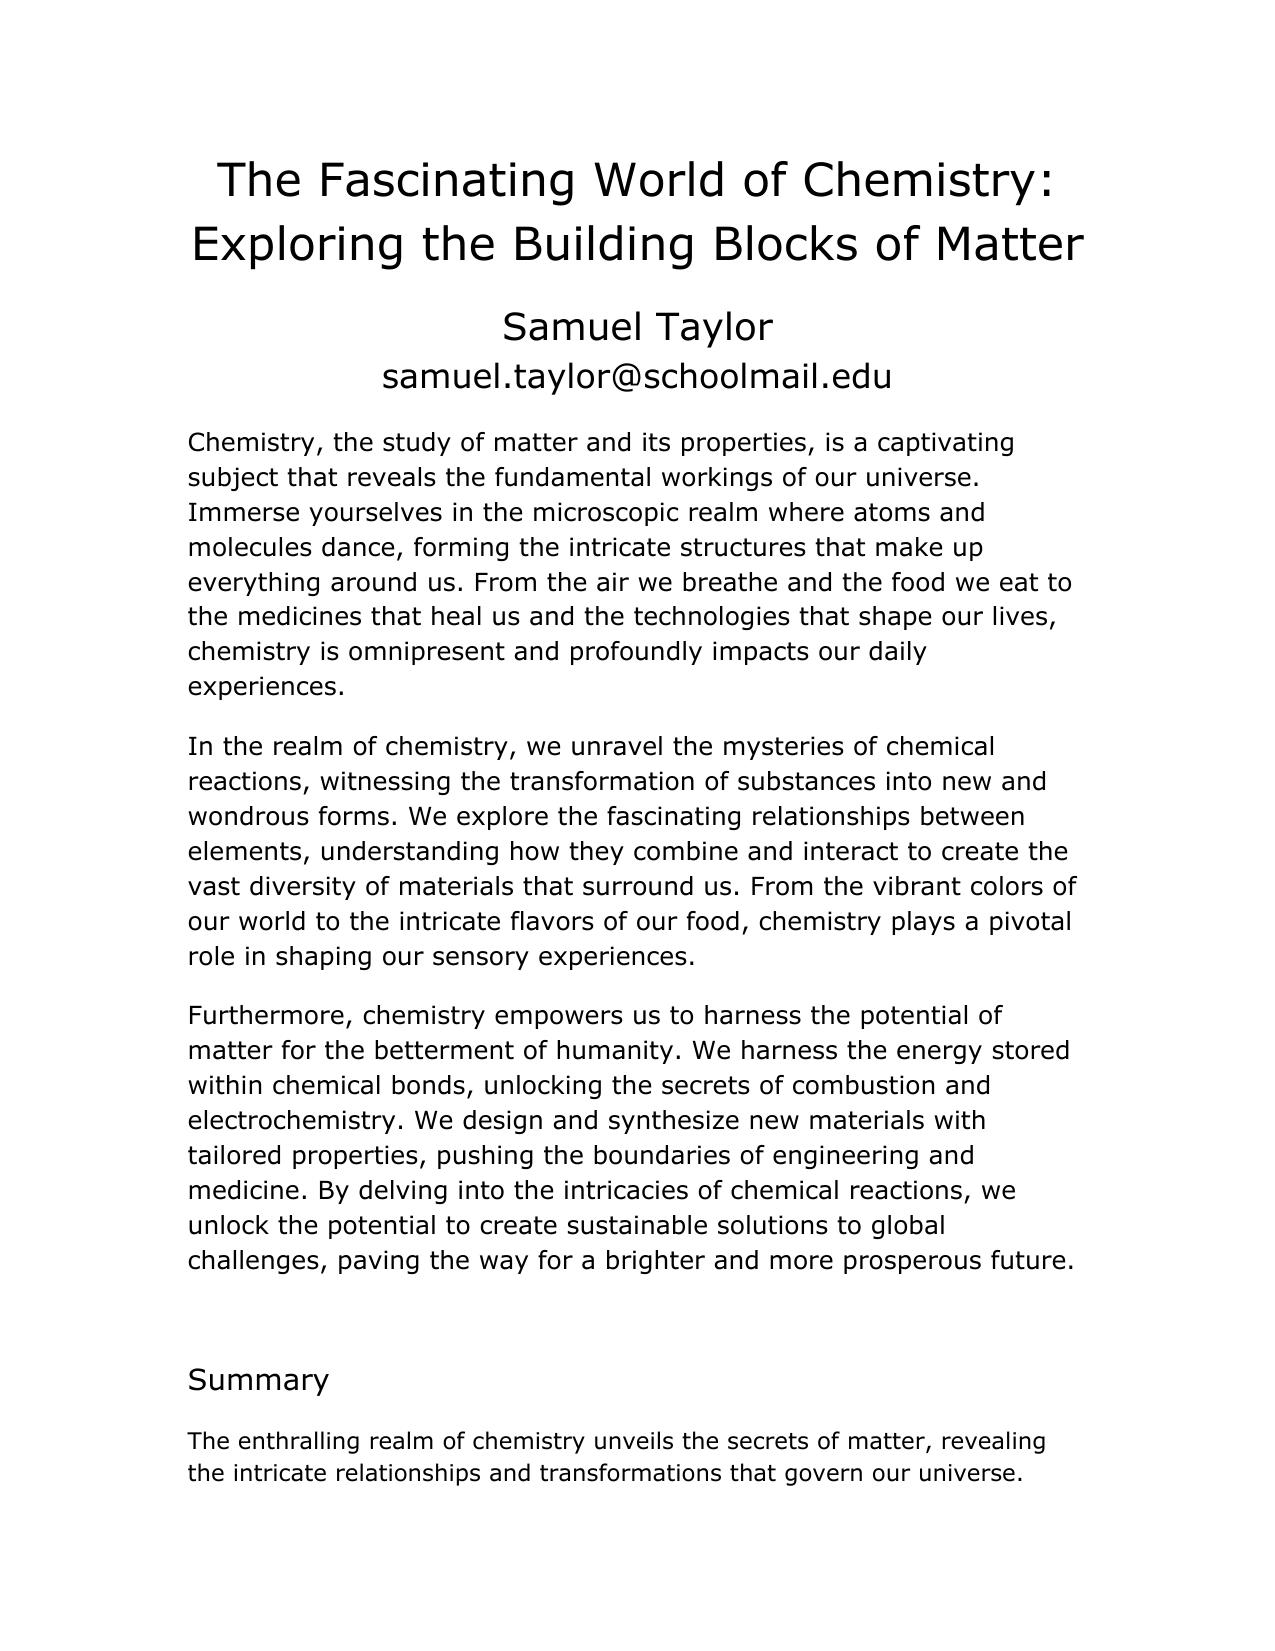 The Fascinating World of Chemistry:
Exploring the Building Blocks of Matter
Samuel Taylor
samuel.taylor@schoolmail.edu
Chemistry, the study of matter and its properties, is a captivating
subject that reveals the fundamental workings of our universe.
Immerse yourselves in the microscopic realm where atoms and
molecules dance, forming the intricate structures that make up
everything around us. From the air we breathe and the food we eat to
the medicines that heal us and the technologies that shape our lives,
chemistry is omnipresent and profoundly impacts our daily
experiences.
In the realm of chemistry, we unravel the mysteries of chemical
reactions, witnessing the transformation of substances into new and
wondrous forms. We explore the fascinating relationships between
elements, understanding how they combine and interact to create the
vast diversity of materials that surround us. From the vibrant colors of
our world to the intricate flavors of our food, chemistry plays a pivotal
role in shaping our sensory experiences.
Furthermore, chemistry empowers us to harness the potential of
matter for the betterment of humanity. We harness the energy stored
within chemical bonds, unlocking the secrets of combustion and
electrochemistry. We design and synthesize new materials with
tailored properties, pushing the boundaries of engineering and
medicine. By delving into the intricacies of chemical reactions, we
unlock the potential to create sustainable solutions to global
challenges, paving the way for a brighter and more prosperous future.
Summary
The enthralling realm of chemistry unveils the secrets of matter, revealing
the intricate relationships and transformations that govern our universe.